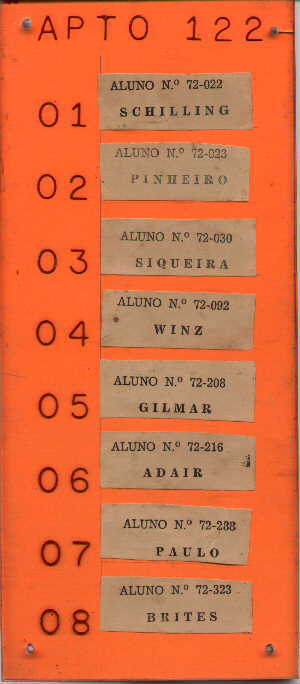 APTO 122
01 ALUNO N.º 72-022
SCHILLING
02 ALUNO N.º 72-023
PINHEIRO
03 ALUNO N.º 72-030
SIQUEIRA
04 ALUNO N.º 72-092
WINZ
05 ALUNO N.º 72-208
GILMAR
06 ALUNO N.º 72-216
ADAIR
07 ALUNO N.º 72-238
PAULO
08 ALUNO N.º 72-323
BRITES